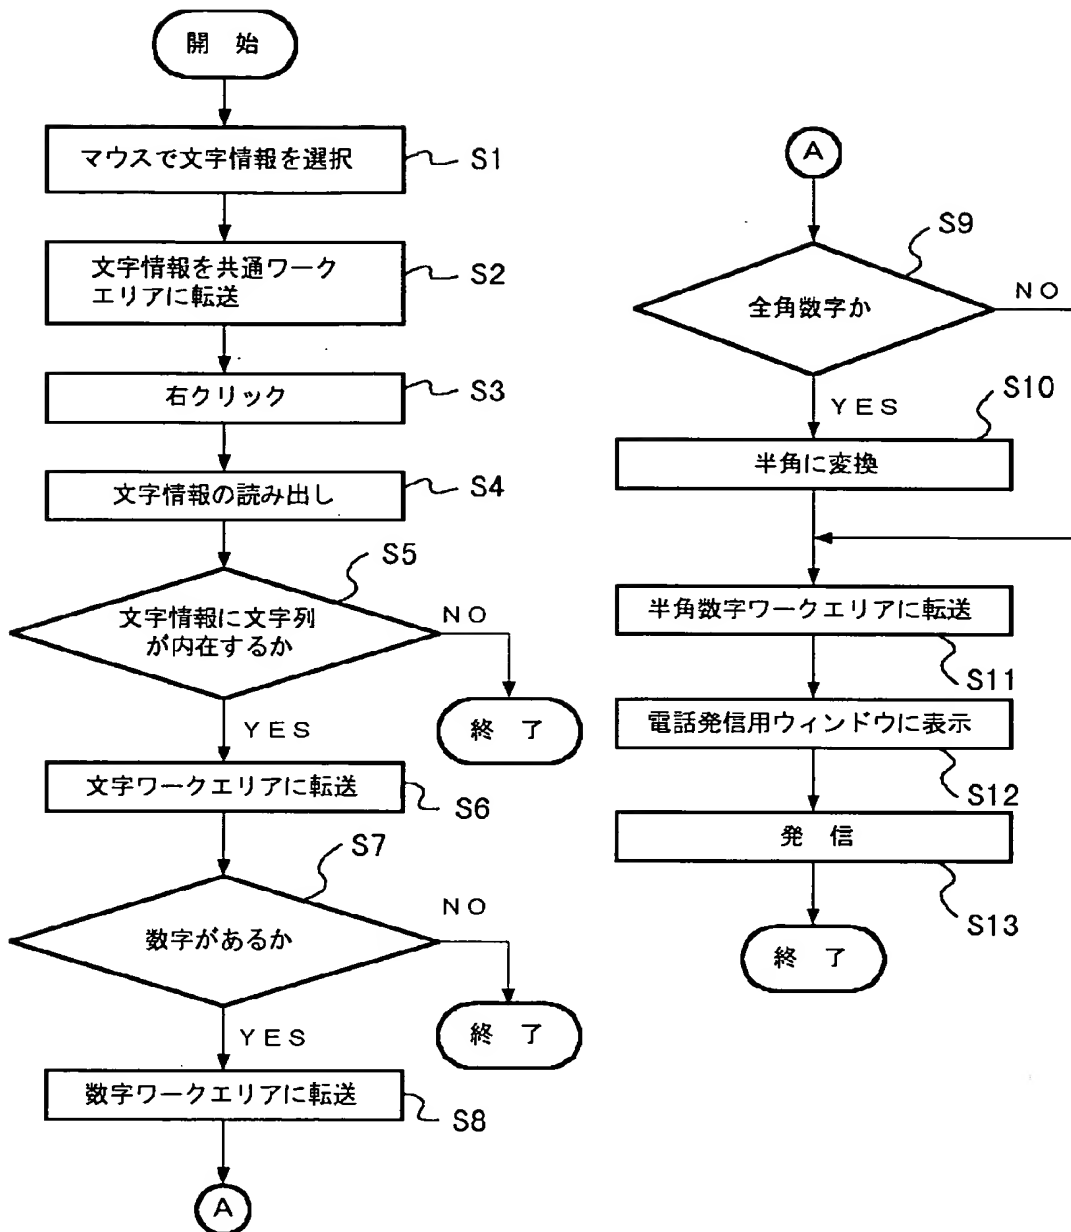 開 始
マウスで文字情報を選択
S1
文字情報を共通ワーク
エリアに転送
S2
右クリック
S3
文字情報の読み出し
S4
S5
文字情報に文字列
が内在するか
NO
終 了
YES
文字ワークエリアに転送
S6
S7
数字があるか
NO
終 了
YES
数字ワークエリアに転送
S8
A
A
S9
全角数字か
NO
YES
S10
半角に変換
半角数字ワークエリアに転送
S11
電話発信用ウィンドウに表示
S12
発 信
S13
終 了